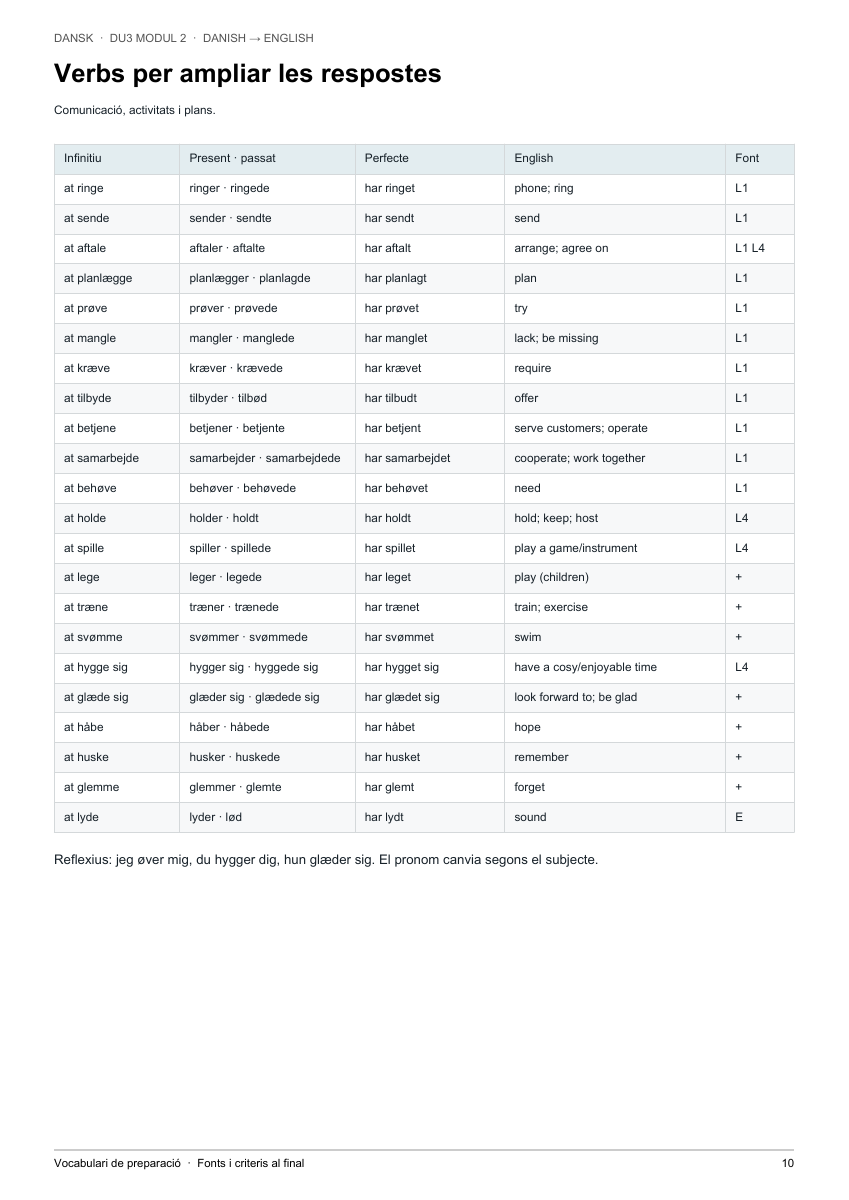 DANSK · DU3 MODUL 2 · DANISH → ENGLISH
Verbs per ampliar les respostes
Comunicació, activitats i plans.
Infinitiu Present · passat Perfecte English Font
at ringe ringer · ringede har ringet phone; ring L1
at sende sender · sendte har sendt send L1
at aftale aftaler · aftalte har aftalt arrange; agree on L1 L4
at planlægge planlægger · planlagde har planlagt plan L1
at prøve prøver · prøvede har prøvet try L1
at mangle mangler · manglede har manglet lack; be missing L1
at kræve kræver · krævede har krævet require L1
at tilbyde tilbyder · tilbød har tilbudt offer L1
at betjene betjener · betjente har betjent serve customers; operate L1
at samarbejde samarbejder · samarbejdede har samarbejdet cooperate; work together L1
at behøve behøver · behøvede har behøvet need L1
at holde holder · holdt har holdt hold; keep; host L4
at spille spiller · spillede har spillet play a game/instrument L4
at lege leger · legede har leget play (children) +
at træne træner · trænede har trænet train; exercise +
at svømme svømmer · svømmede har svømmet swim +
at hygge sig hygger sig · hyggede sig har hygget sig have a cosy/enjoyable time L4
at glæde sig glæder sig · glædede sig har glædet sig look forward to; be glad +
at håbe håber · håbede har håbet hope +
at huske husker · huskede har husket remember +
at glemme glemmer · glemte har glemt forget +
at lyde lyder · lød har lydt sound E
Reflexius: jeg øver mig, du hygger dig, hun glæder sig. El pronom canvia segons el subjecte.
Vocabulari de preparació · Fonts i criteris al final 10